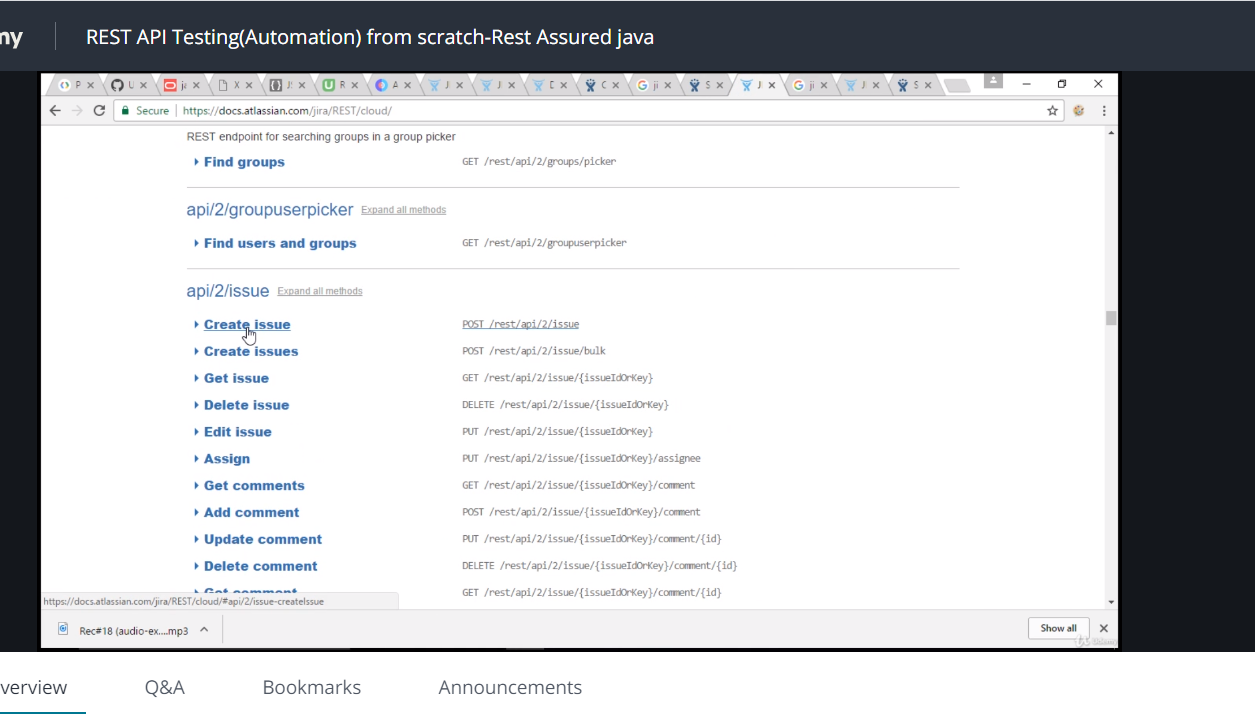 my REST API Testing(Automation) from scratch-Rest Assured java
Secure https://docs.atlassian.com/jira/REST/cloud/
REST endpoint for searching groups in a group picker
Find groups GET /rest/api/2/groups/picker
api/2/groupuserpicker Expand all methods
Find users and groups GET /rest/api/2/groupuserpicker
api/2/issue Expand all methods
Create issue POST /rest/api/2/issue
Create issues POST /rest/api/2/issue/bulk
Get issue GET /rest/api/2/issue/{issueIdOrKey}
Delete issue DELETE /rest/api/2/issue/{issueIdOrKey}
Edit issue PUT /rest/api/2/issue/{issueIdOrKey}
Assign PUT /rest/api/2/issue/{issueIdOrKey}/assignee
Get comments GET /rest/api/2/issue/{issueIdOrKey}/comment
Add comment POST /rest/api/2/issue/{issueIdOrKey}/comment
Update comment PUT /rest/api/2/issue/{issueIdOrKey}/comment/{id}
Delete comment DELETE /rest/api/2/issue/{issueIdOrKey}/comment/{id}
Get comment GET /rest/api/2/issue/{issueIdOrKey}/comment/{id}
https://docs.atlassian.com/jira/REST/cloud/#api/2/issue-createIssue
Rec#18 (audio-ex....mp3 Show all
verview Q&A Bookmarks Announcements